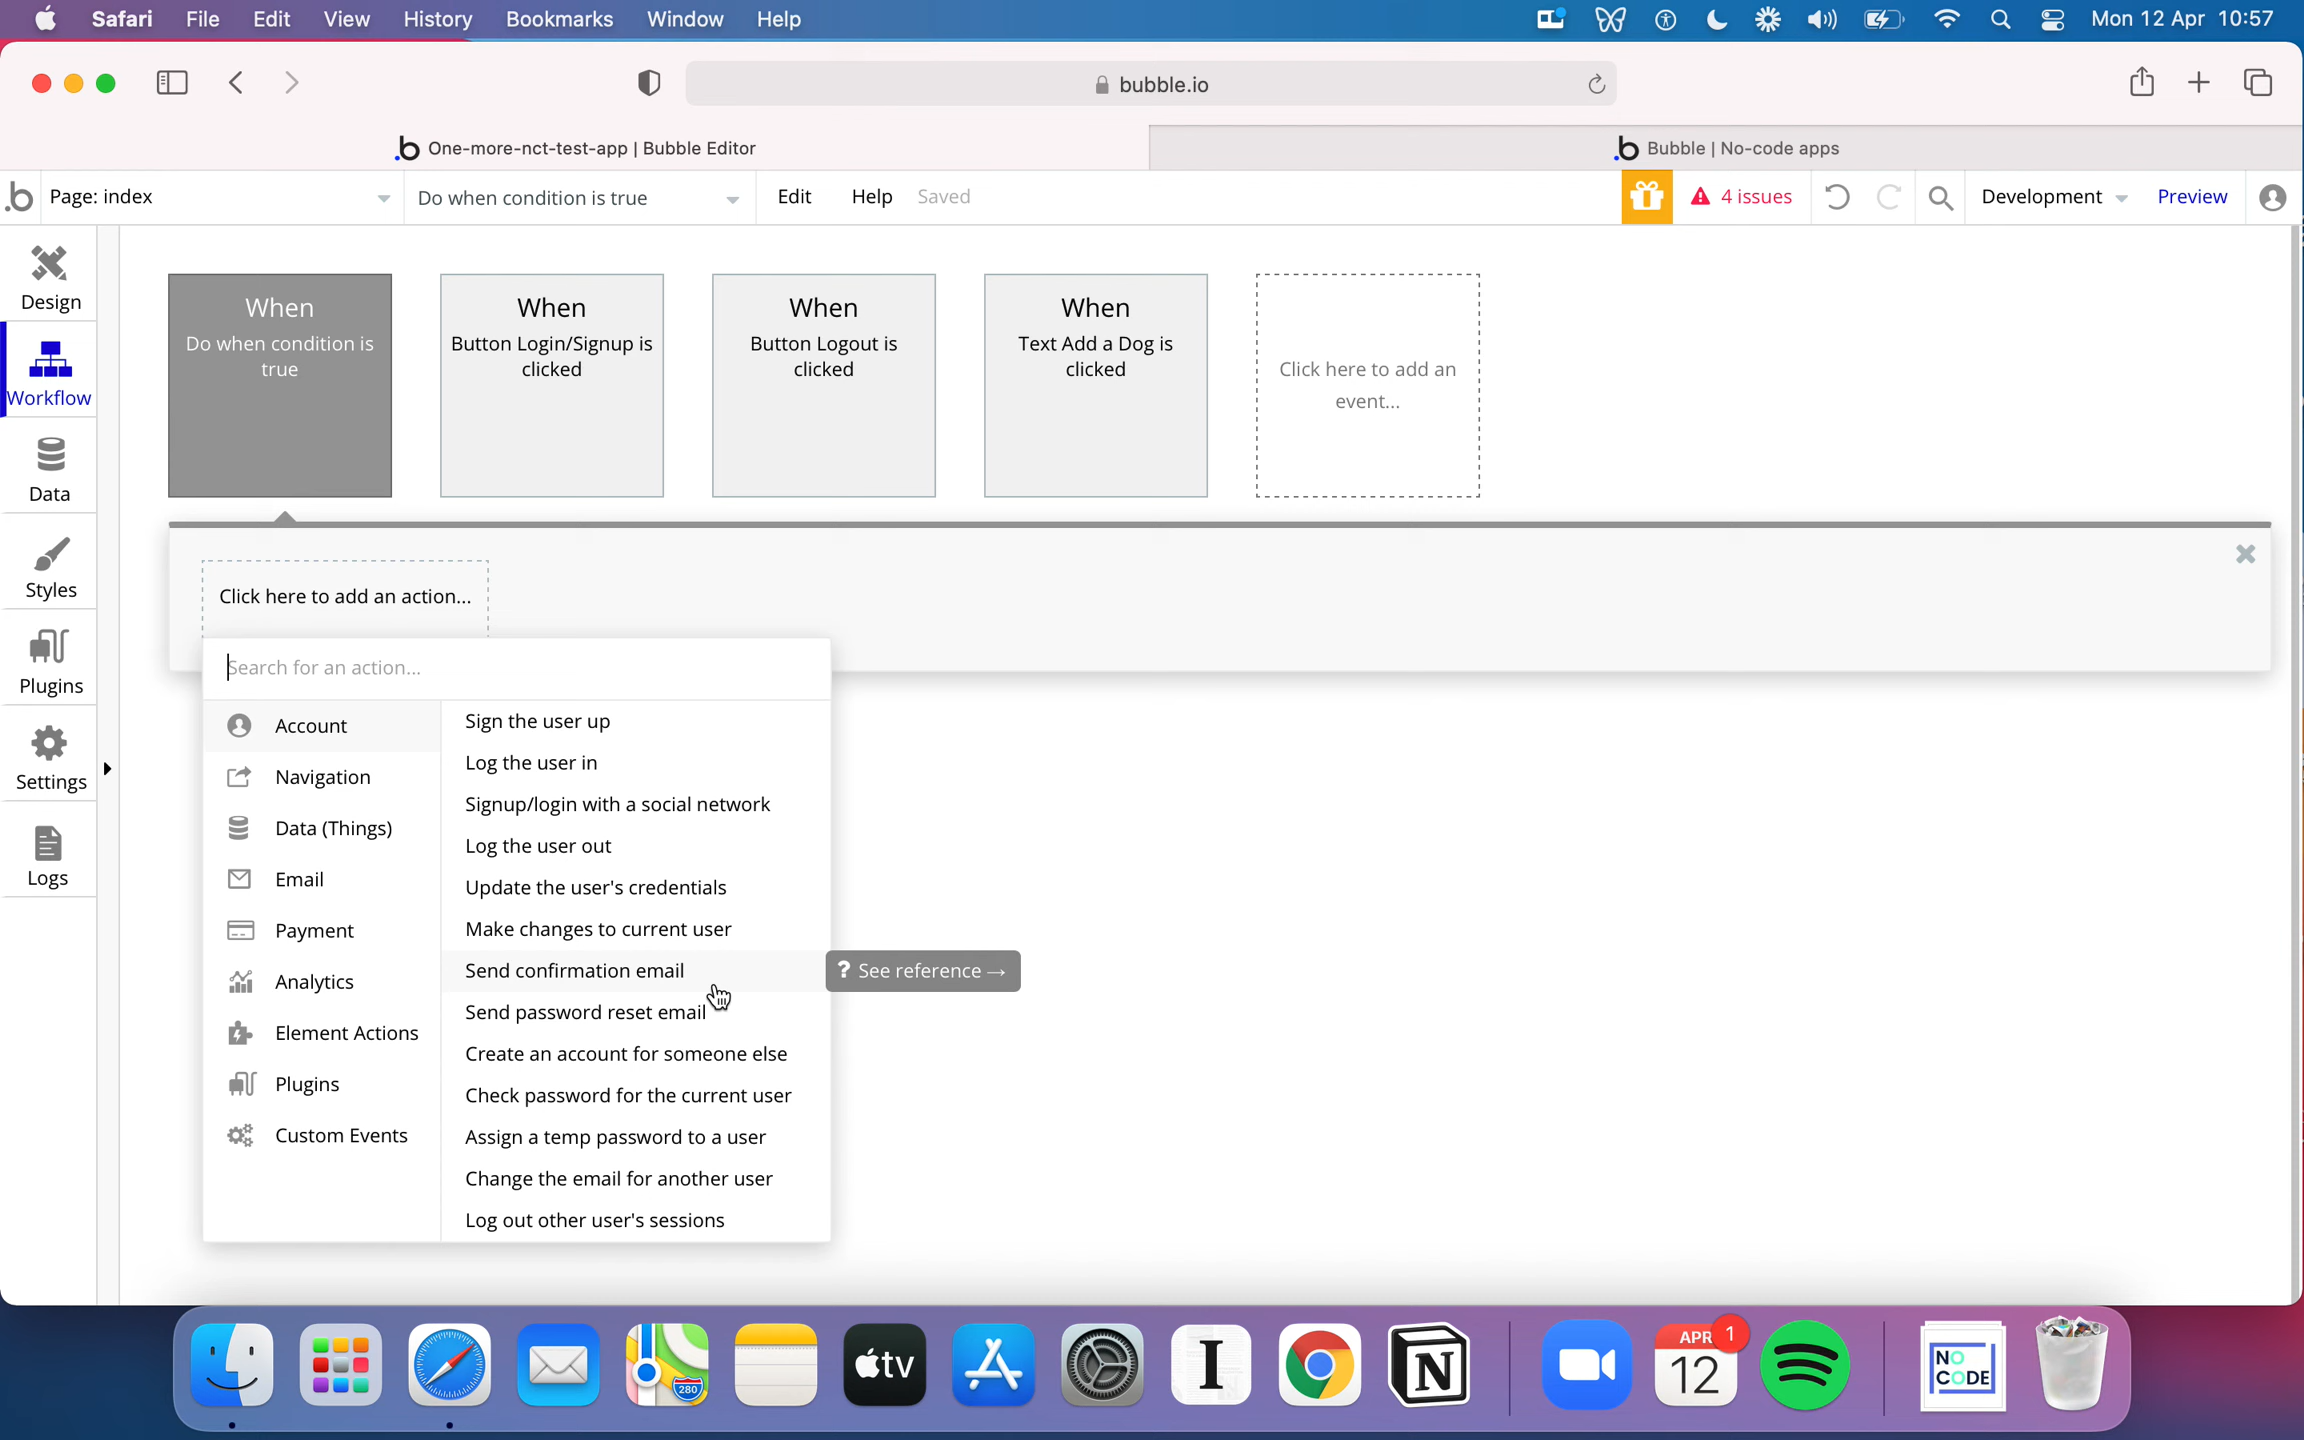 Safari File Edit View History Bookmarks Window Help Mon 12 Apr 10:57
bubble.io
.b One-more-nct-test-app | Bubble Editor
.b Bubble | No-code apps
b Page: index Do when condition is true Edit Help Saved 4 issues Development Preview
Design
Workflow
Data
Styles
Plugins
Settings
Logs
When
Do when condition is
true
When
Button Login/Signup is
clicked
When
Button Logout is
clicked
When
Text Add a Dog is
clicked
Click here to add an
event...
Click here to add an action...
Search for an action...
Account
Navigation
Data (Things)
Email
Payment
Analytics
Element Actions
Plugins
Custom Events
Sign the user up
Log the user in
Signup/login with a social network
Log the user out
Update the user's credentials
Make changes to current user
Send confirmation email
? See reference →
Send password reset email
Create an account for someone else
Check password for the current user
Assign a temp password to a user
Change the email for another user
Log out other user's sessions
280
tv
I
N
APR 1
12
NO
CODE